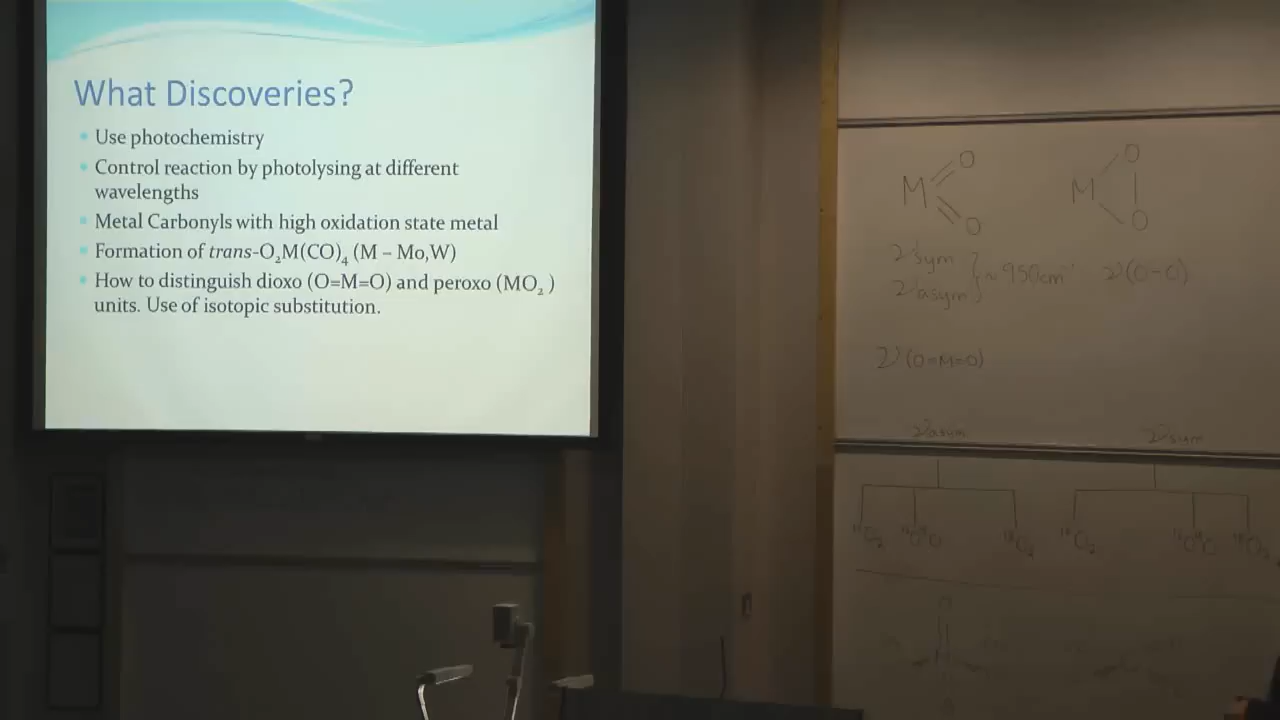 What Discoveries?
Use photochemistry
Control reaction by photolysing at different
wavelengths
Metal Carbonyls with high oxidation state metal
Formation of trans-O₂M(CO)₄ (M – Mo,W)
How to distinguish dioxo (O=M=O) and peroxo (MO₂ )
units. Use of isotopic substitution.
O O
M M
O O
ν sym
ν asym } ~ 950cm⁻¹ ν(O-O)
ν(O=M=O)
ν asym ν sym
¹⁶O₂ ¹⁶O¹⁸O ¹⁸O₂ ¹⁶O₂ ¹⁶O¹⁸O ¹⁸O₂